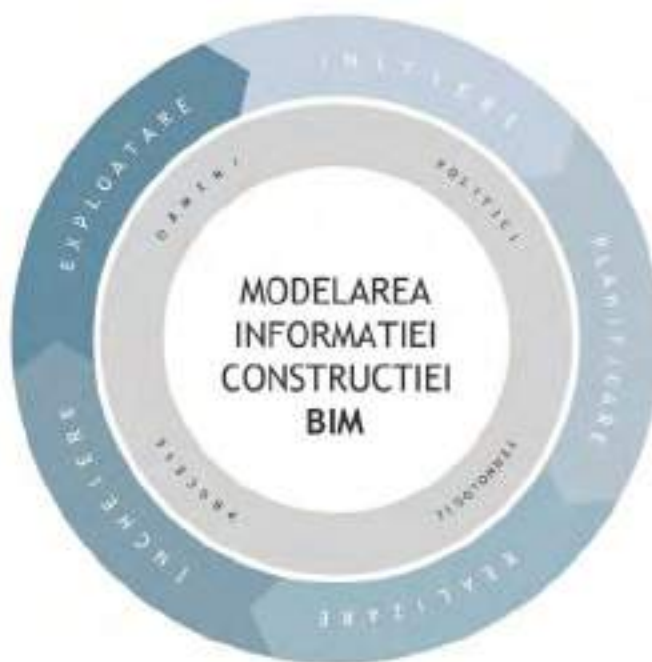 MODELAREA
INFORMATIEI
CONSTRUCTIEI
BIM
INITIERE
PLANIFICARE
REALIZARE
INCHEIERE
EXPLOATARE
OAMENI
POLITICI
TEHNOLOGII
PROCESE